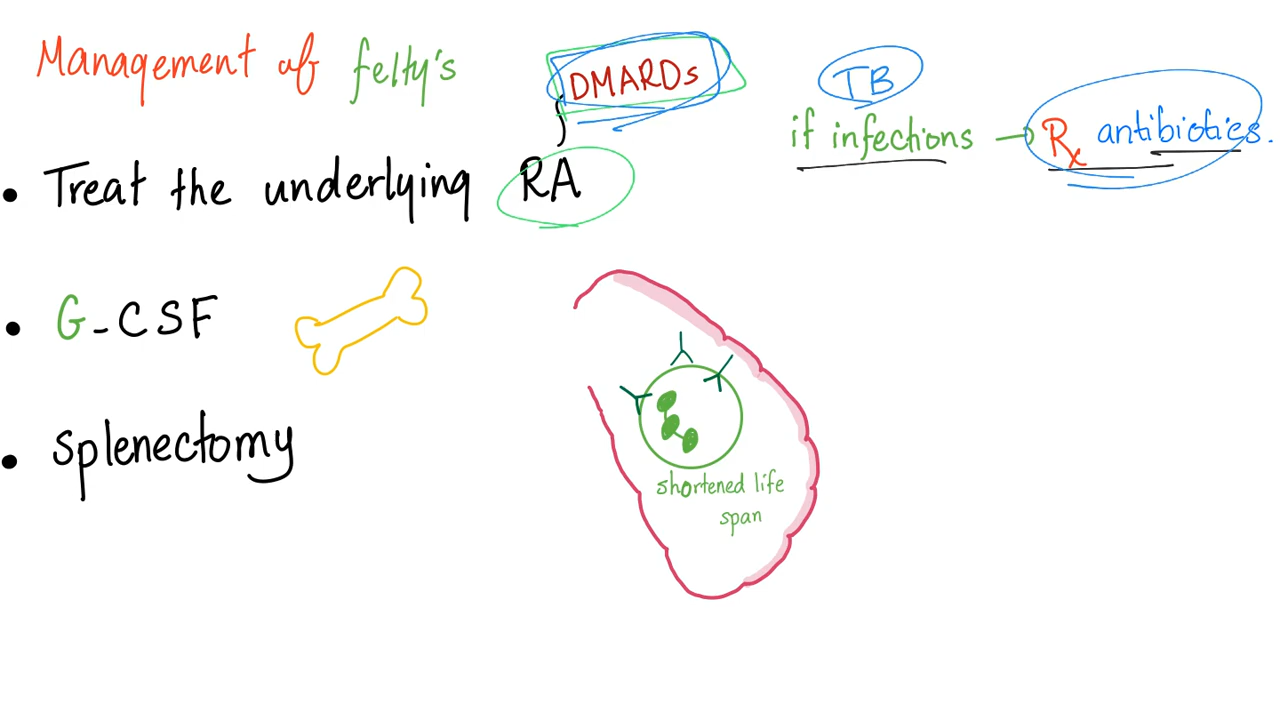 Management of felty's
DMARDs
• Treat the underlying RA
TB
if infections → Rx antibiotics.
• G-CSF
• splenectomy
shortened life
span